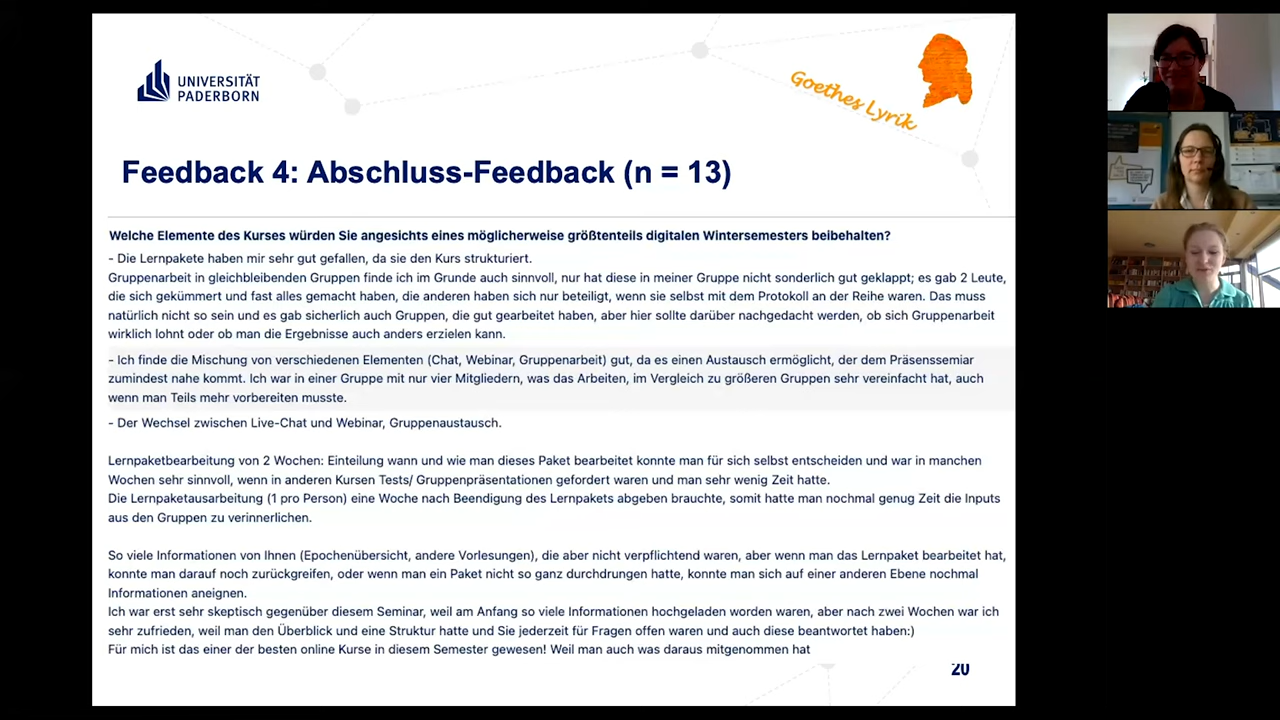 UNIVERSITÄT
PADERBORN
Goethes Lyrik
Feedback 4: Abschluss-Feedback (n = 13)
Welche Elemente des Kurses würden Sie angesichts eines möglicherweise größtenteils digitalen Wintersemesters beibehalten?
- Die Lernpakete haben mir sehr gut gefallen, da sie den Kurs strukturiert.
Gruppenarbeit in gleichbleibenden Gruppen finde ich im Grunde auch sinnvoll, nur hat diese in meiner Gruppe nicht sonderlich gut geklappt; es gab 2 Leute,
die sich gekümmert und fast alles gemacht haben, die anderen haben sich nur beteiligt, wenn sie selbst mit dem Protokoll an der Reihe waren. Das muss
natürlich nicht so sein und es gab sicherlich auch Gruppen, die gut gearbeitet haben, aber hier sollte darüber nachgedacht werden, ob sich Gruppenarbeit
wirklich lohnt oder ob man die Ergebnisse auch anders erzielen kann.
- Ich finde die Mischung von verschiedenen Elementen (Chat, Webinar, Gruppenarbeit) gut, da es einen Austausch ermöglicht, der dem Präsenssemiar
zumindest nahe kommt. Ich war in einer Gruppe mit nur vier Mitgliedern, was das Arbeiten, im Vergleich zu größeren Gruppen sehr vereinfacht hat, auch
wenn man Teils mehr vorbereiten musste.
- Der Wechsel zwischen Live-Chat und Webinar, Gruppenaustausch.
Lernpaketbearbeitung von 2 Wochen: Einteilung wann und wie man dieses Paket bearbeitet konnte man für sich selbst entscheiden und war in manchen
Wochen sehr sinnvoll, wenn in anderen Kursen Tests/ Gruppenpräsentationen gefordert waren und man sehr wenig Zeit hatte.
Die Lernpaketausarbeitung (1 pro Person) eine Woche nach Beendigung des Lernpakets abgeben brauchte, somit hatte man nochmal genug Zeit die Inputs
aus den Gruppen zu verinnerlichen.
So viele Informationen von Ihnen (Epochenübersicht, andere Vorlesungen), die aber nicht verpflichtend waren, aber wenn man das Lernpaket bearbeitet hat,
konnte man darauf noch zurückgreifen, oder wenn man ein Paket nicht so ganz durchdrungen hatte, konnte man sich auf einer anderen Ebene nochmal
Informationen aneignen.
Ich war erst sehr skeptisch gegenüber diesem Seminar, weil am Anfang so viele Informationen hochgeladen worden waren, aber nach zwei Wochen war ich
sehr zufrieden, weil man den Überblick und eine Struktur hatte und Sie jederzeit für Fragen offen waren und auch diese beantwortet haben:)
Für mich ist das einer der besten online Kurse in diesem Semester gewesen! Weil man auch was daraus mitgenommen hat
20